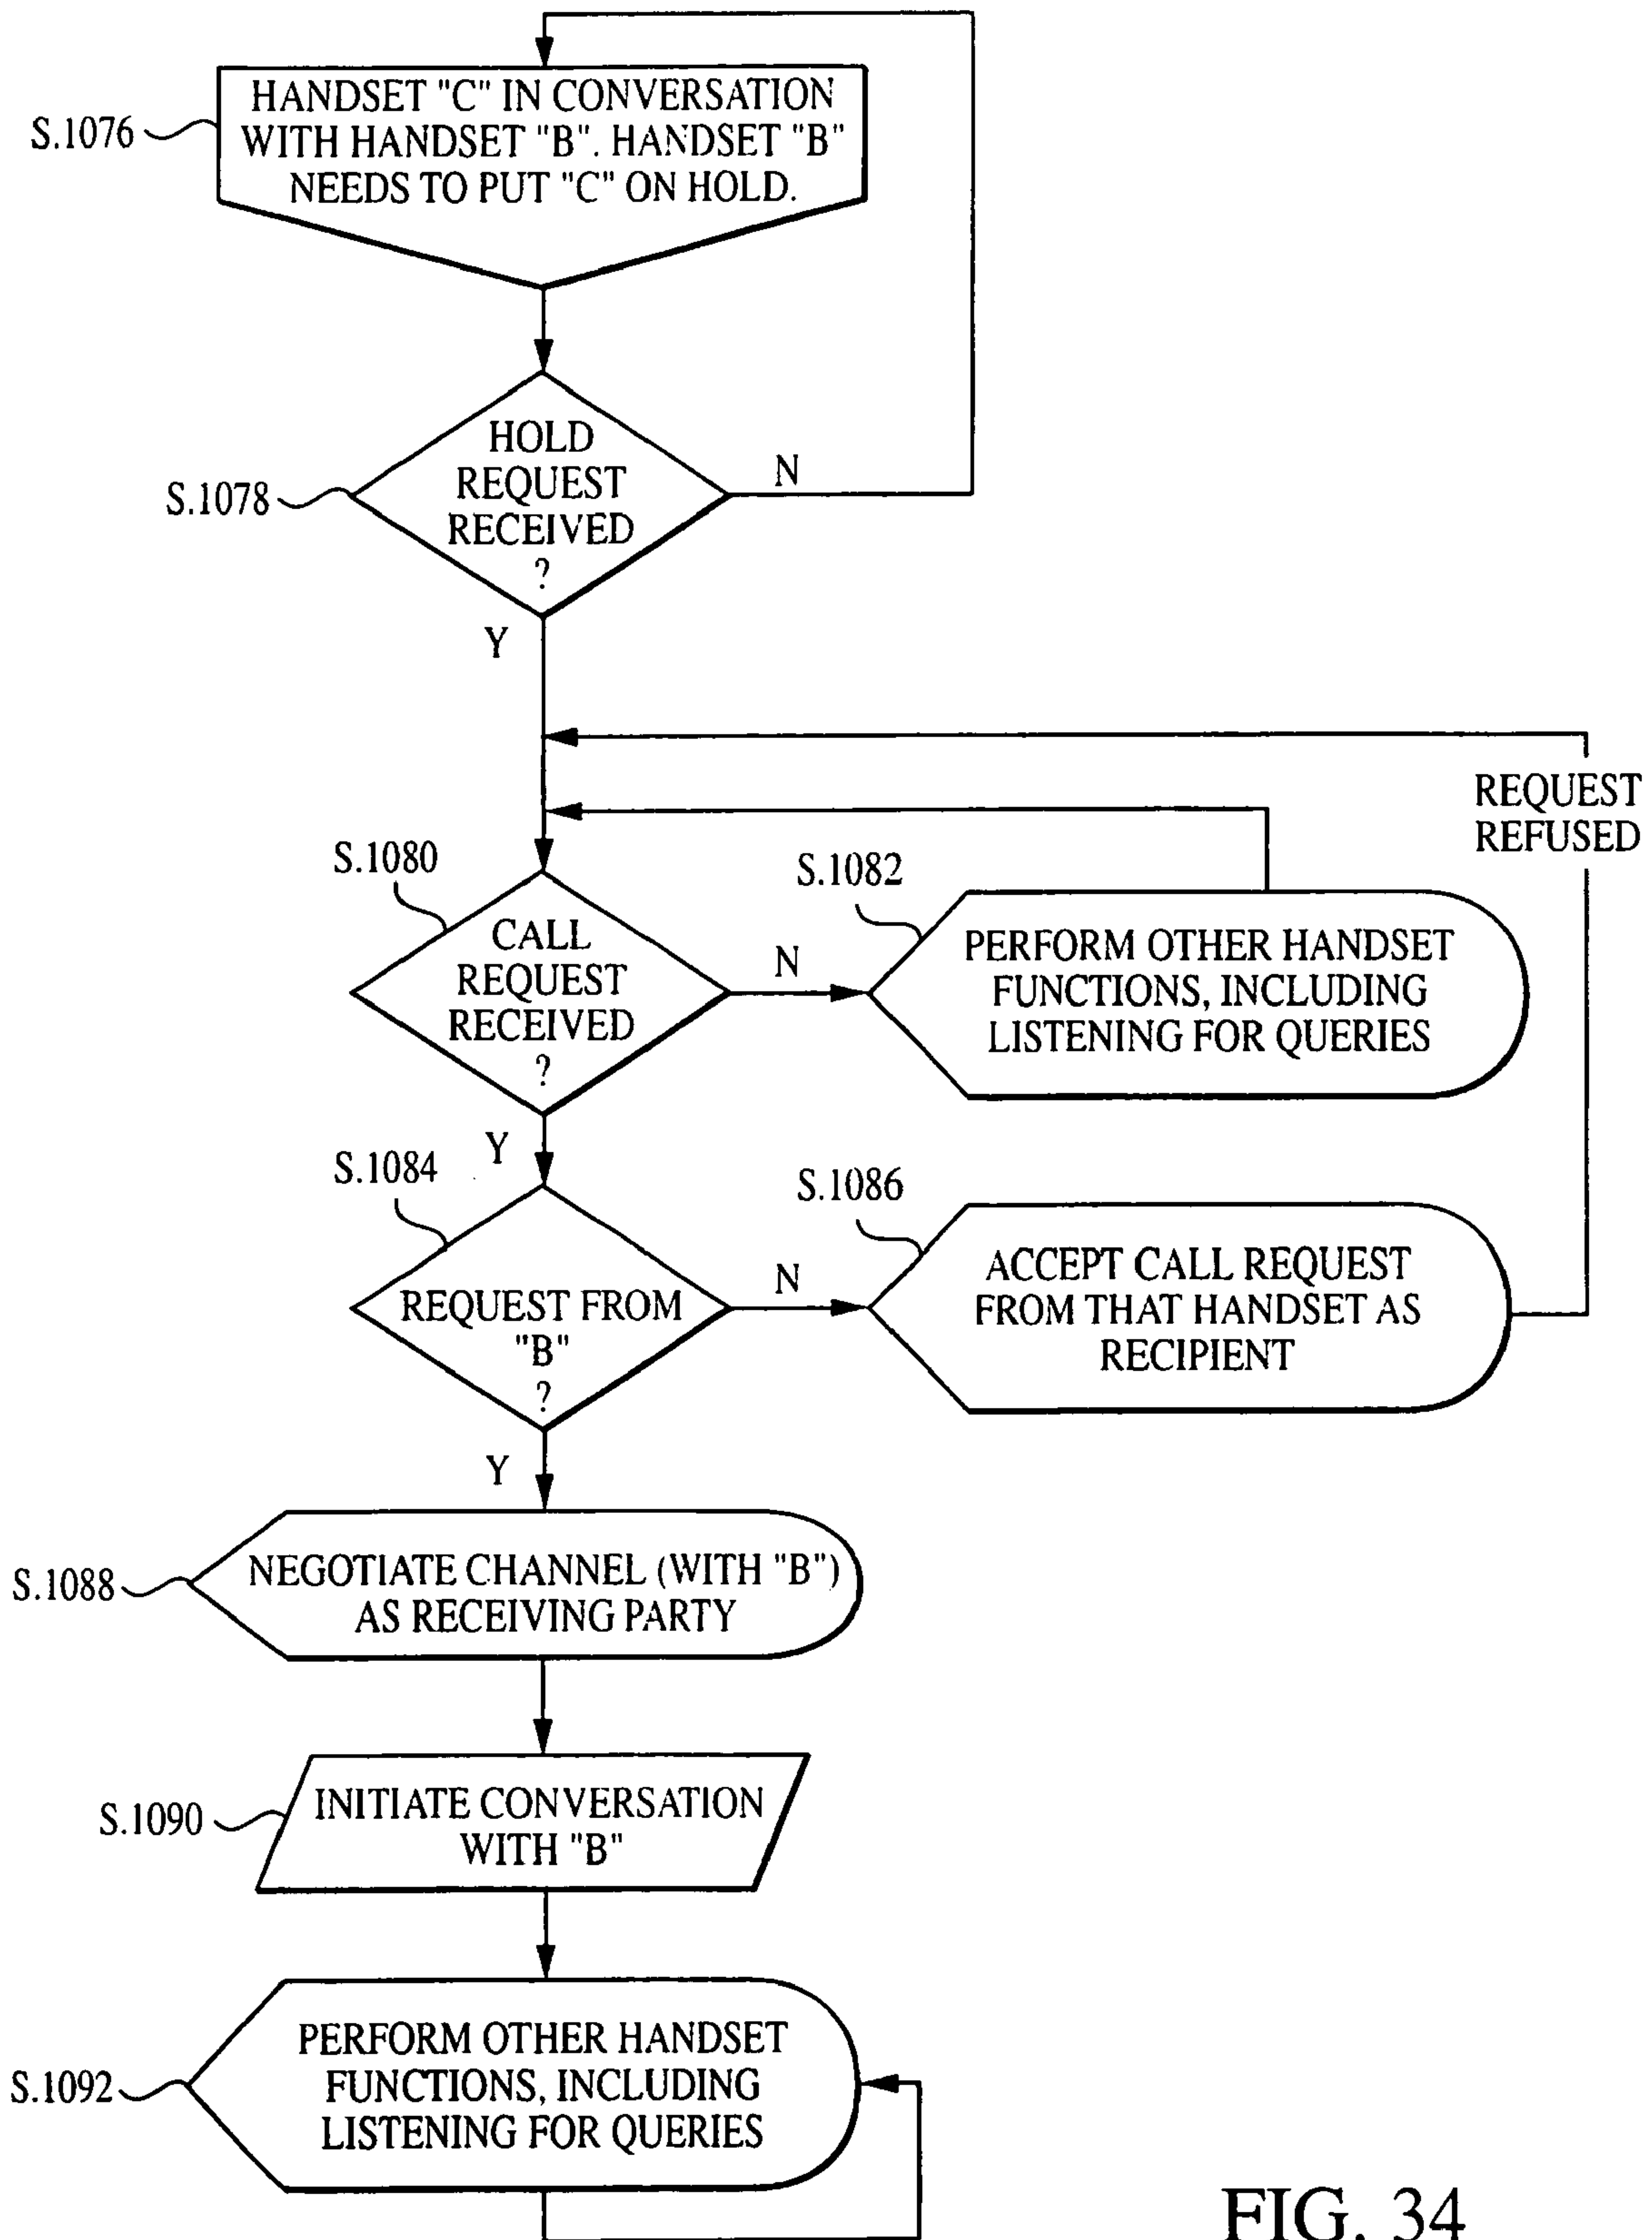 HANDSET "C" IN CONVERSATION
WITH HANDSET "B". HANDSET "B"
NEEDS TO PUT "C" ON HOLD.
S.1076
HOLD
REQUEST
RECEIVED
?
S.1078
N
Y
REQUEST
REFUSED
S.1080
CALL
REQUEST
RECEIVED
?
N
S.1082
PERFORM OTHER HANDSET
FUNCTIONS, INCLUDING
LISTENING FOR QUERIES
Y
S.1084
REQUEST FROM
"B"
?
N
S.1086
ACCEPT CALL REQUEST
FROM THAT HANDSET AS
RECIPIENT
Y
S.1088
NEGOTIATE CHANNEL (WITH "B")
AS RECEIVING PARTY
S.1090
INITIATE CONVERSATION
WITH "B"
S.1092
PERFORM OTHER HANDSET
FUNCTIONS, INCLUDING
LISTENING FOR QUERIES
FIG. 34